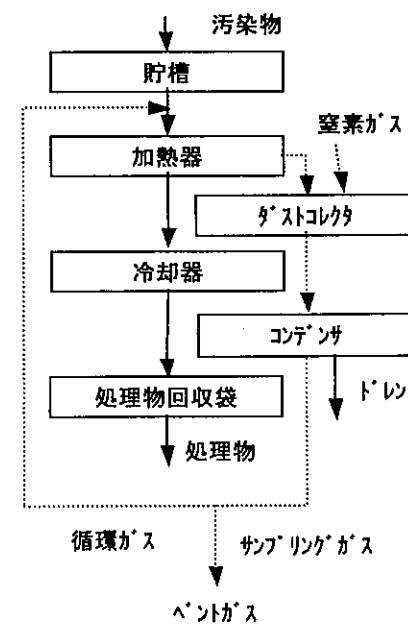 汚染物
貯槽
窒素ガス
加熱器
ダストコレクタ
冷却器
コンデンサ
処理物回収袋
ドレン
処理物
循環ガス
サンプリングガス
ベントガス